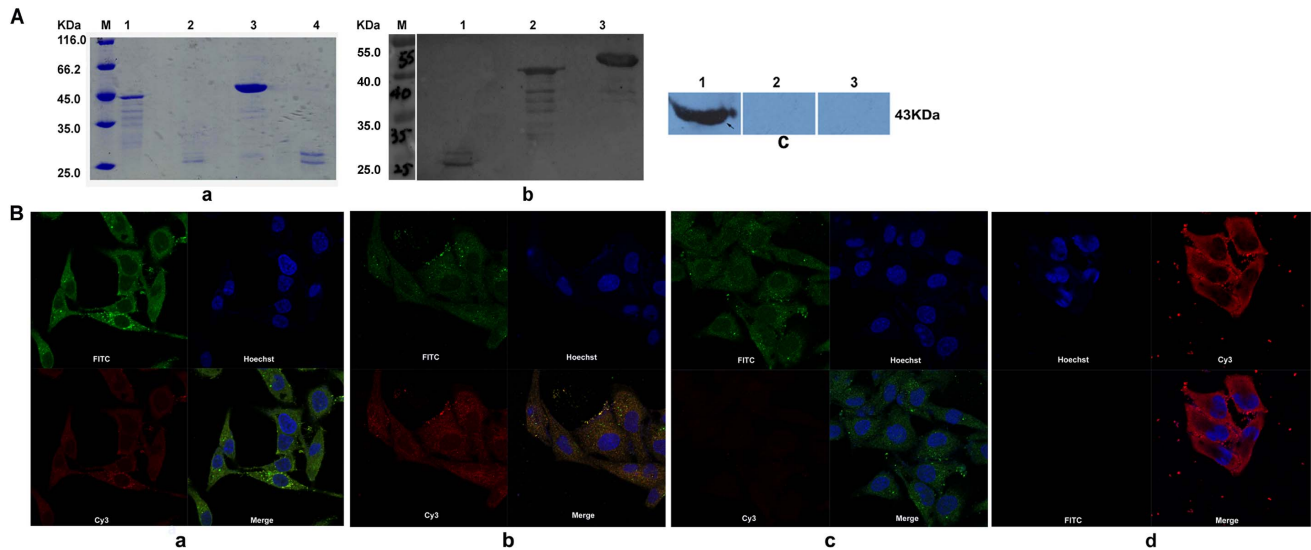 A
KDa M 1 2 3 4
116.0
66.2
45.0
35.0
25.0
a
KDa M 1 2 3
55.0
40.0
35.0
25.0
55
40
35
25
b
1 2 3
43KDa
c
B
FITC Hoechst
Cy3 Merge
a
FITC Hoechst
Cy3 Merge
b
FITC Hoechst
Cy3 Merge
c
Hoechst Cy3
FITC Merge
d